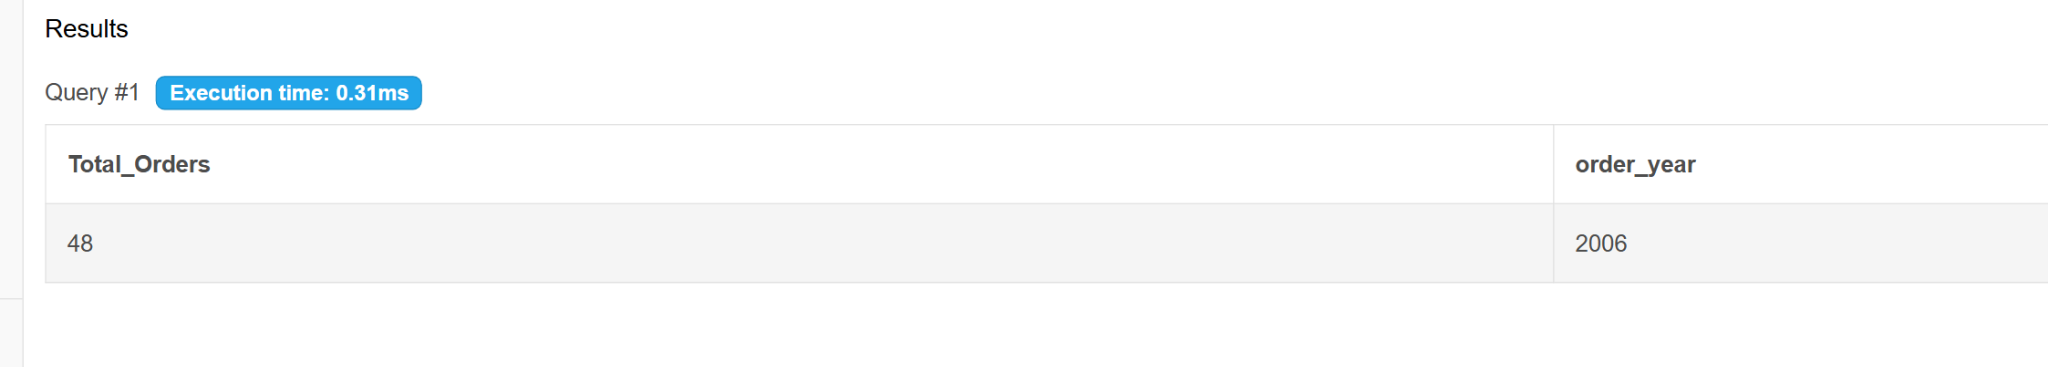 Results
Query #1 Execution time: 0.31ms
Total_Orders order_year
48 2006